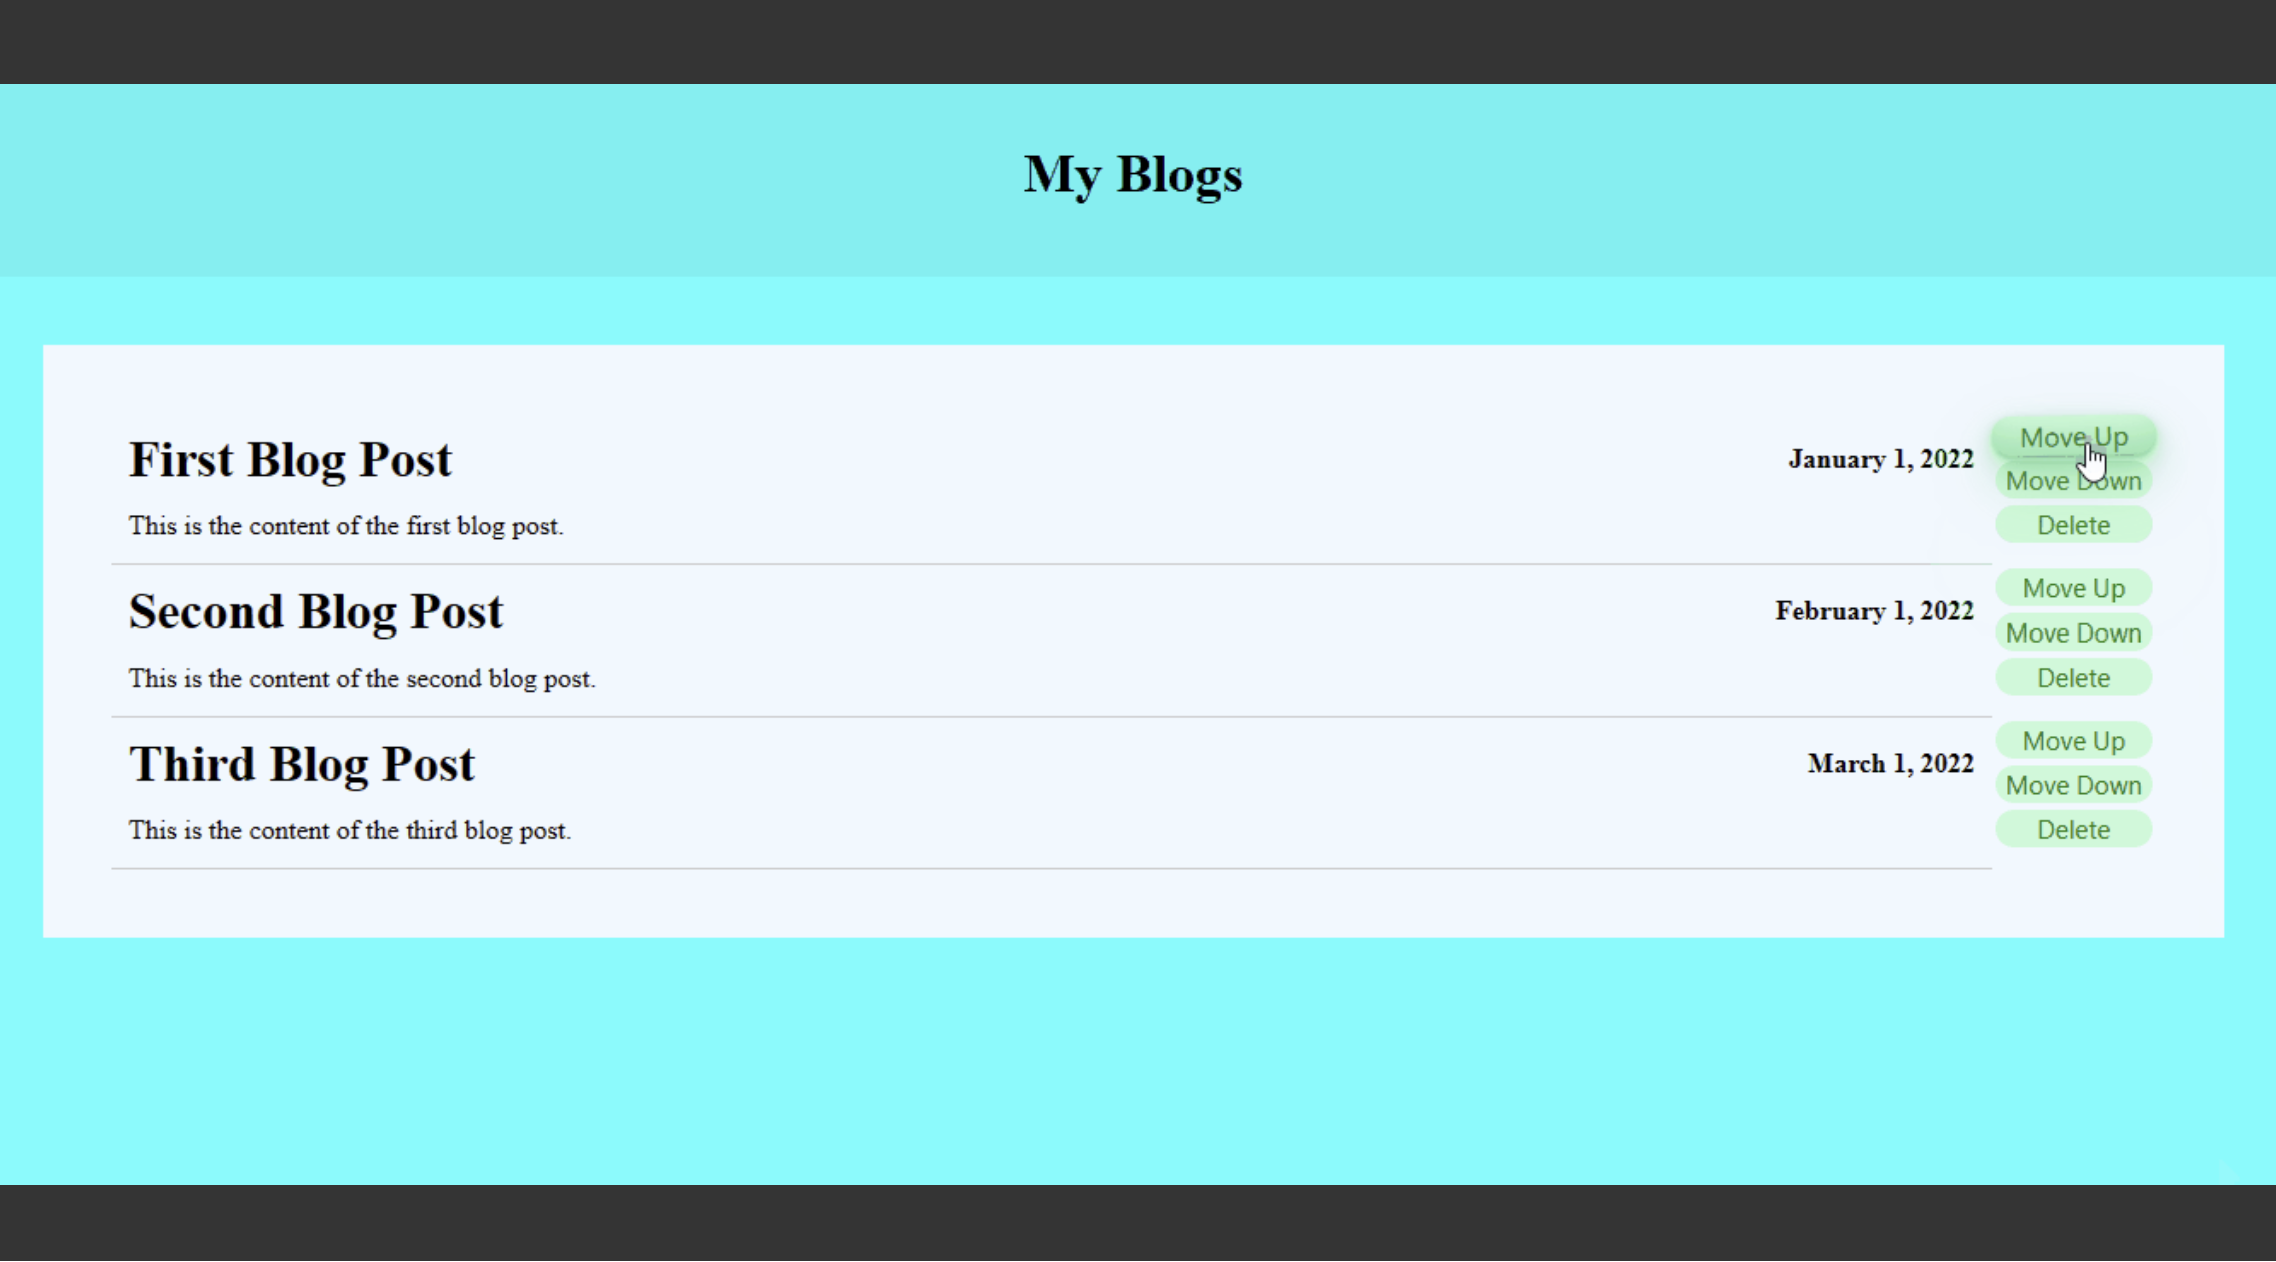 My Blogs
First Blog Post
January 1, 2022
Move Up
Move Down
Delete
This is the content of the first blog post.
Second Blog Post
February 1, 2022
Move Up
Move Down
Delete
This is the content of the second blog post.
Third Blog Post
March 1, 2022
Move Up
Move Down
Delete
This is the content of the third blog post.